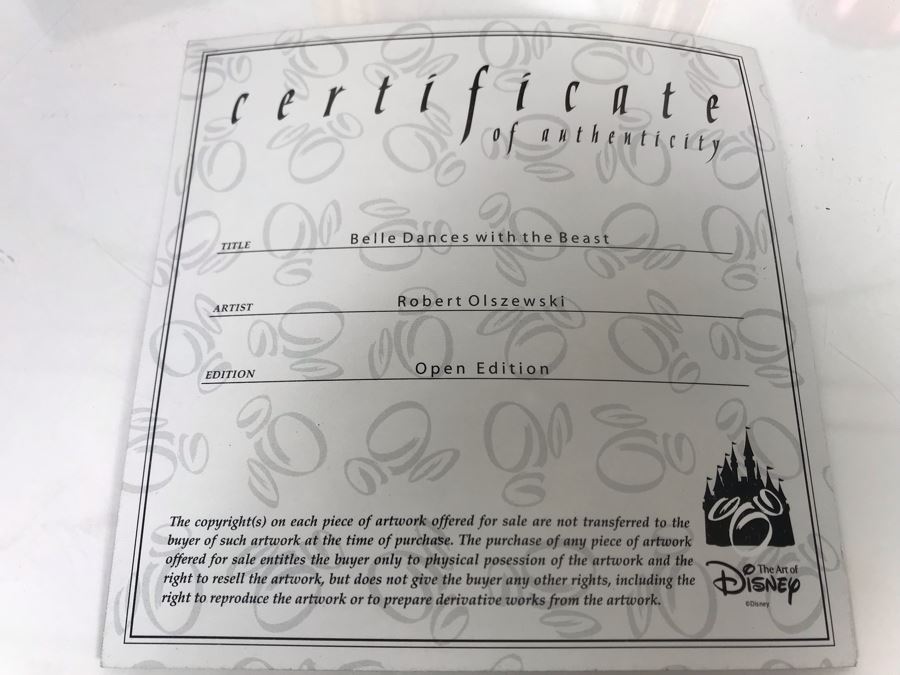 certificate
of authenticity
TITLE Belle Dances with the Beast
ARTIST Robert Olszewski
EDITION Open Edition
The copyright(s) on each piece of artwork offered for sale are not transferred to the
buyer of such artwork at the time of purchase. The purchase of any piece of artwork
offered for sale entitles the buyer only to physical posession of the artwork and the
right to resell the artwork, but does not give the buyer any other rights, including the
right to reproduce the artwork or to prepare derivative works from the artwork.
The Art of
DISNEY
©Disney